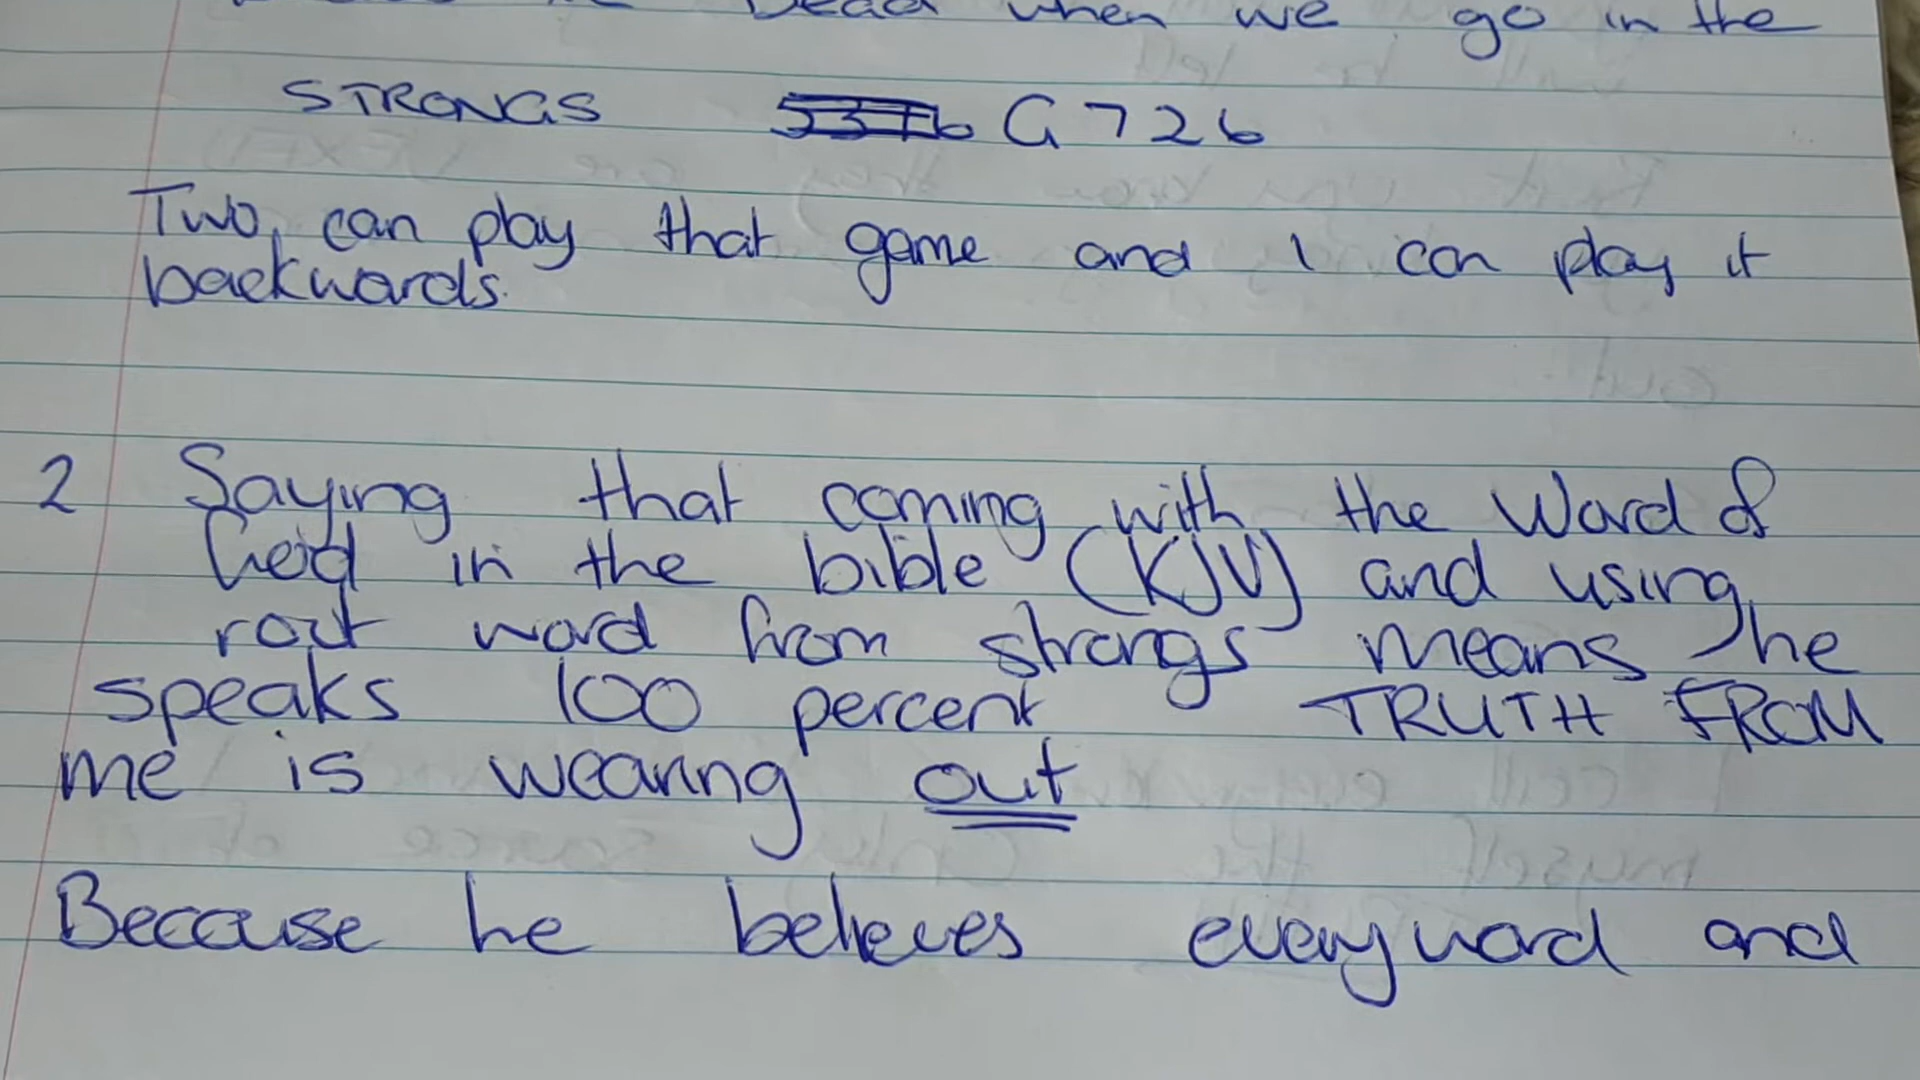 Dead when we go in the
STRONGS G726
Two can play that game and I can play it
backwards.
2 Saying that coming with the Word of
God in the bible (KJV) and using
root word from strongs means he
speaks 100 percent TRUTH FROM
me is wearing out
Because he believes everyword and